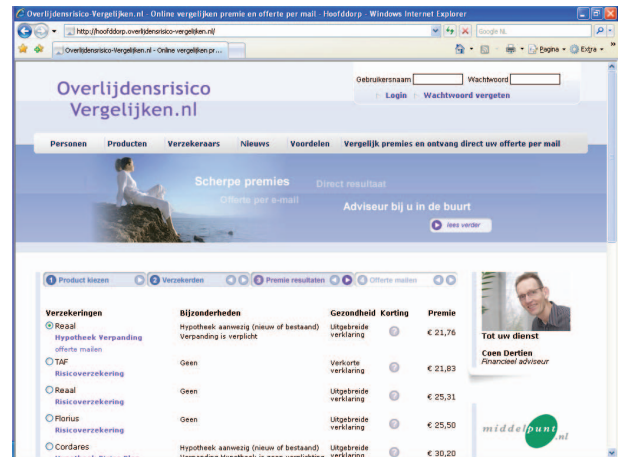 Overlijdensrisico-Vergelijken.nl - Online vergelijken premie en offerte per mail - Hoofddorp - Windows Internet Explorer
http://hoofddorp.overlijdensrisico-vergelijken.nl/
Google NL
Overlijdensrisico-Vergelijken.nl - Online vergelijken pr...
Pagina
Extra
Overlijdensrisico
Vergelijken.nl
Gebruikersnaam Wachtwoord
Login Wachtwoord vergeten
Personen Producten Verzekeraars Nieuws Voordelen Vergelijk premies en ontvang direct uw offerte per mail
Scherpe premies Direct resultaat
Offerte per e-mail
Adviseur bij u in de buurt
lees verder
1 Product kiezen 2 Verzekerden 3 Premie resultaten 4 Offerte mailen
Verzekeringen Bijzonderheden Gezondheid Korting Premie
Reaal Hypotheek aanwezig (nieuw of bestaand) Uitgebreide
Hypotheek Verpanding Verpanding is verplicht verklaring ? € 21,76
offerte mailen
TAF Geen Verkorte
Risicoverzekering verklaring ? € 21,83
Reaal Geen Uitgebreide
Risicoverzekering verklaring ? € 25,31
Florius Geen Uitgebreide
Risicoverzekering verklaring ? € 25,50
Cordares Hypotheek aanwezig (nieuw of bestaand) Uitgebreide
verklaring ? € 30,20
Tot uw dienst
Coen Dertien
Financieel adviseur
middelpunt
.nl